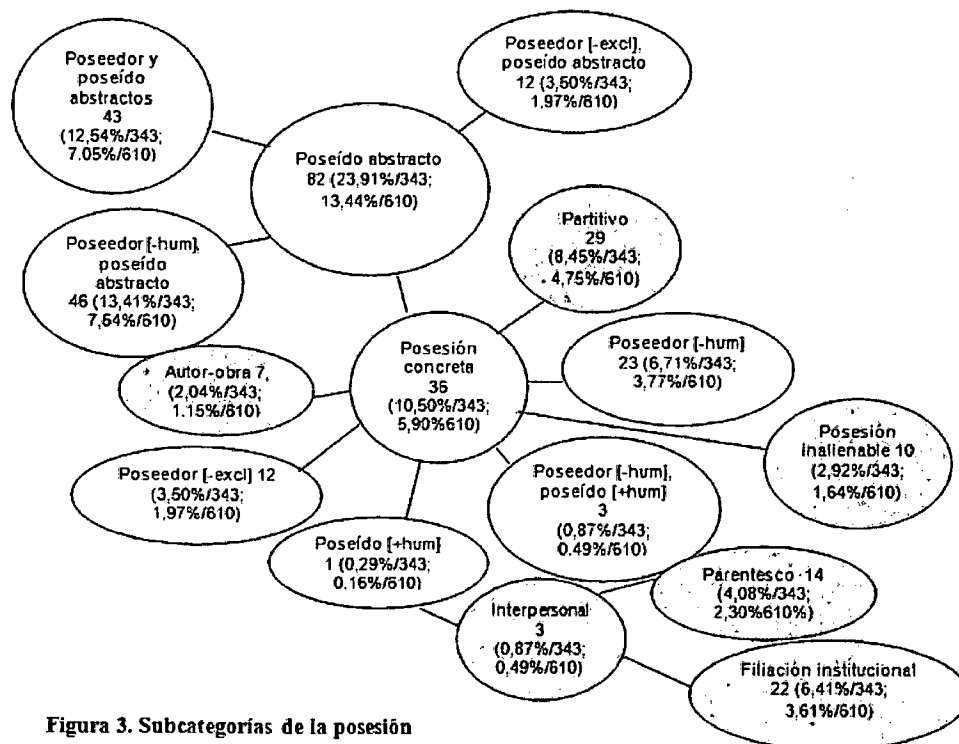 Poseedor y
poseído
abstractos
43
(12,54%/343;
7.05%/610)
Poseedor [-excl],
poseído abstracto
12 (3,50%/343;
1,97%/610)
Poseído abstracto
82 (23,91%/343;
13,44%/610)
Poseedor [-hum],
poseído
abstracto
46 (13,41%/343;
7,54%/610)
Partitivo
29
(8,45%/343;
4,75%/610)
Posesión
concreta
36
(10,50%/343;
5,90%610)
Poseedor [-hum]
23 (6,71%/343;
3,77%/610)
Autor-obra 7
(2,04%/343;
1.15%/610)
Posesión
inalienable 10
(2,92%/343;
1,64%/610)
Poseedor [-excl] 12
(3,50%/343;
1,97%/610)
Poseedor [-hum],
poseído [+hum]
3
(0,87%/343;
0.49%/610)
Poseído [+hum]
1 (0,29%/343;
0,16%/610)
Parentesco 14
(4,08%/343;
2,30%610%)
Interpersonal
3
(0,87%/343;
0,49%/610)
Filiación institucional
22 (6,41%/343;
3,61%/610)
Figura 3. Subcategorías de la posesión